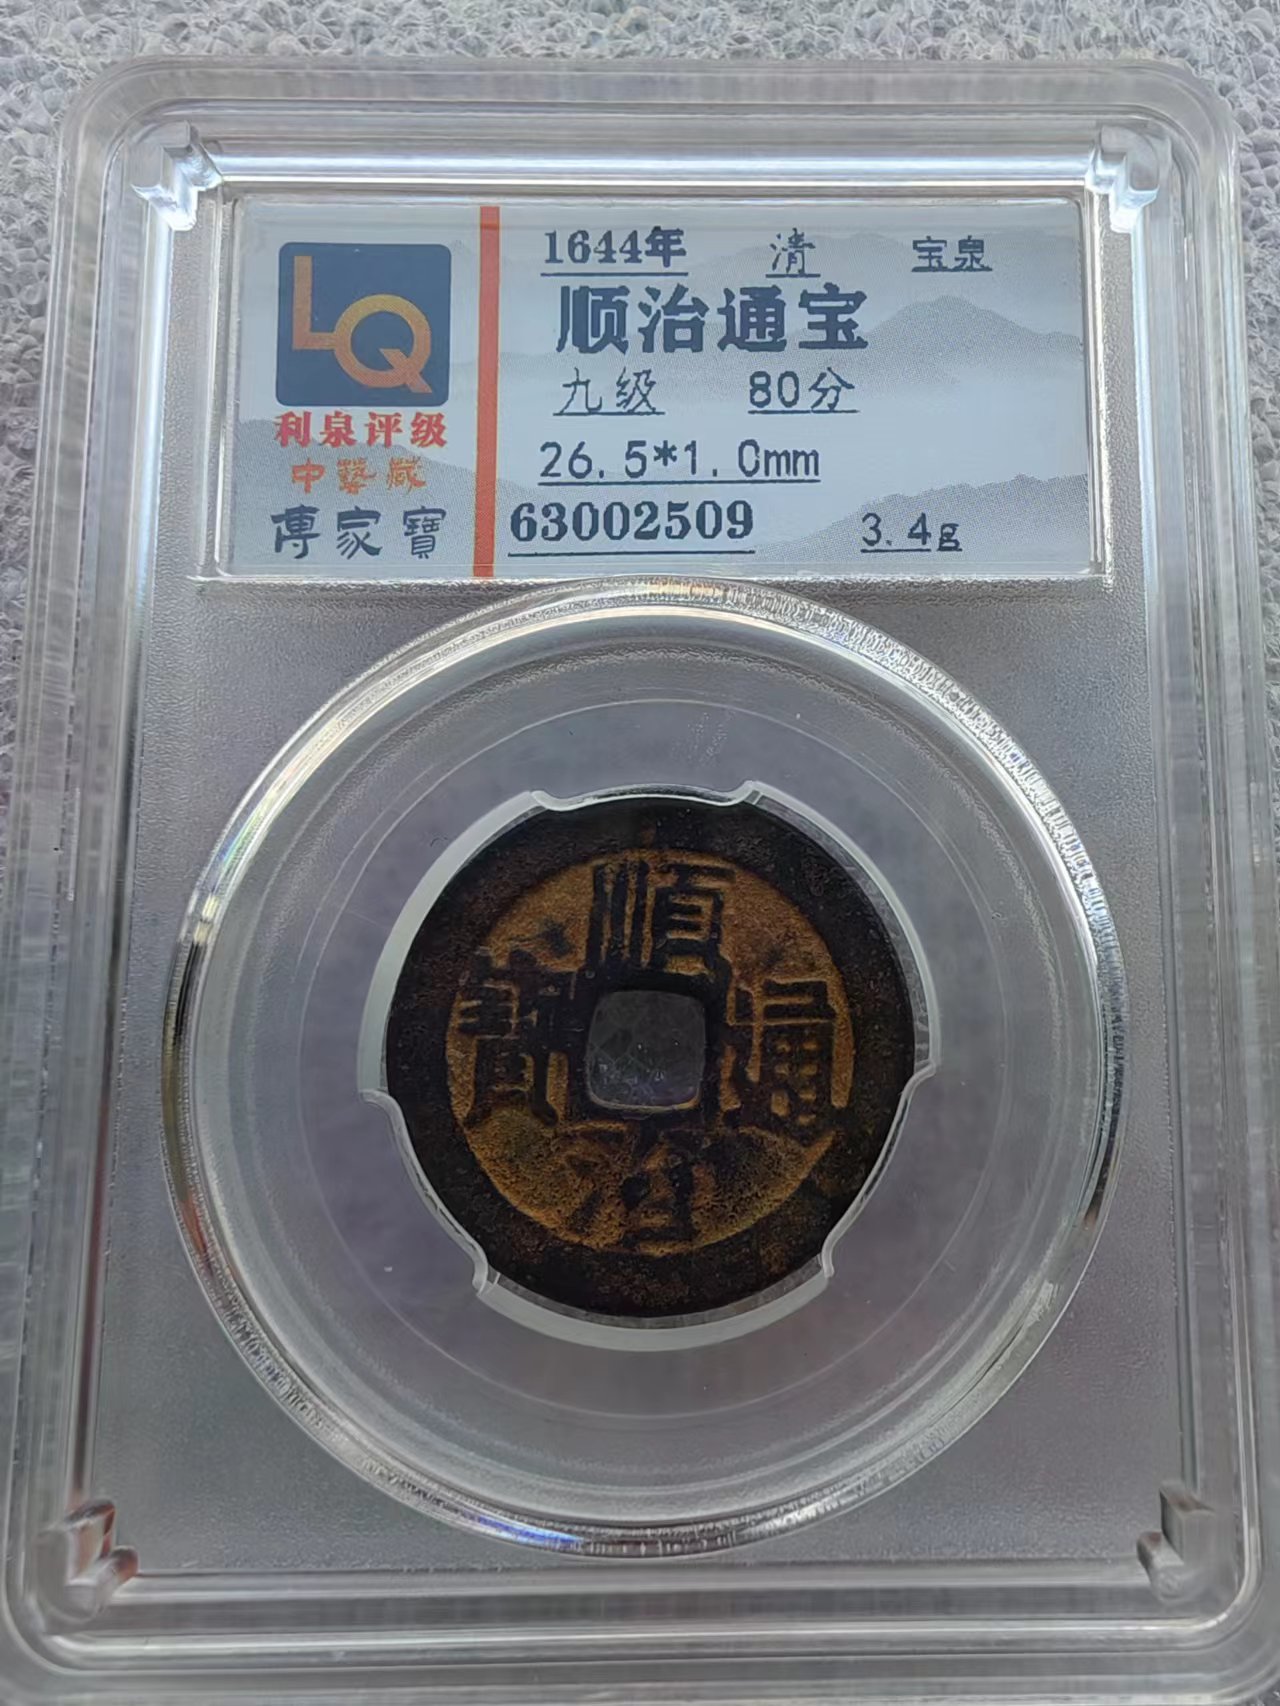 LQ
利泉评级
中藝藏
傳家寶
1644年 清 宝泉
顺治通宝
九级 80分
26.5*1.0mm
63002509 3.4g
順治通寶